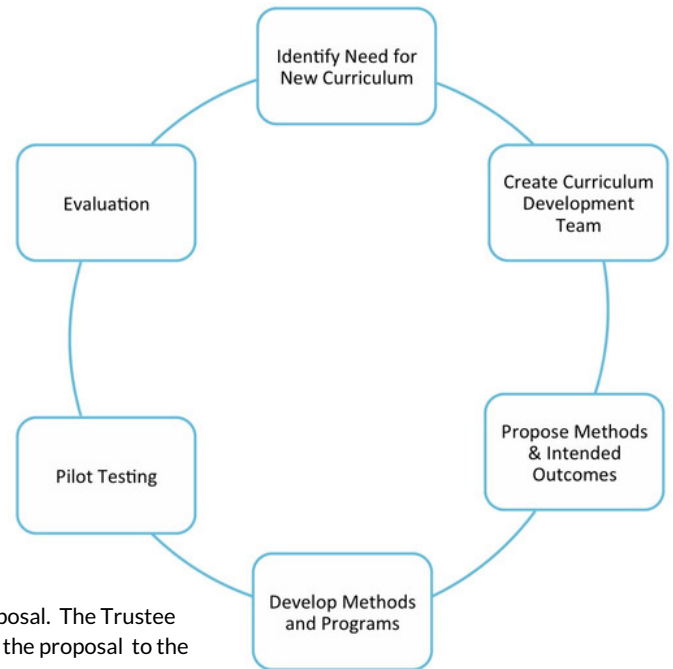 Identify Need for
New Curriculum
Create Curriculum
Development
Team
Propose Methods
& Intended
Outcomes
Develop Methods
and Programs
Pilot Testing
Evaluation
posal. The Trustee
the proposal to the